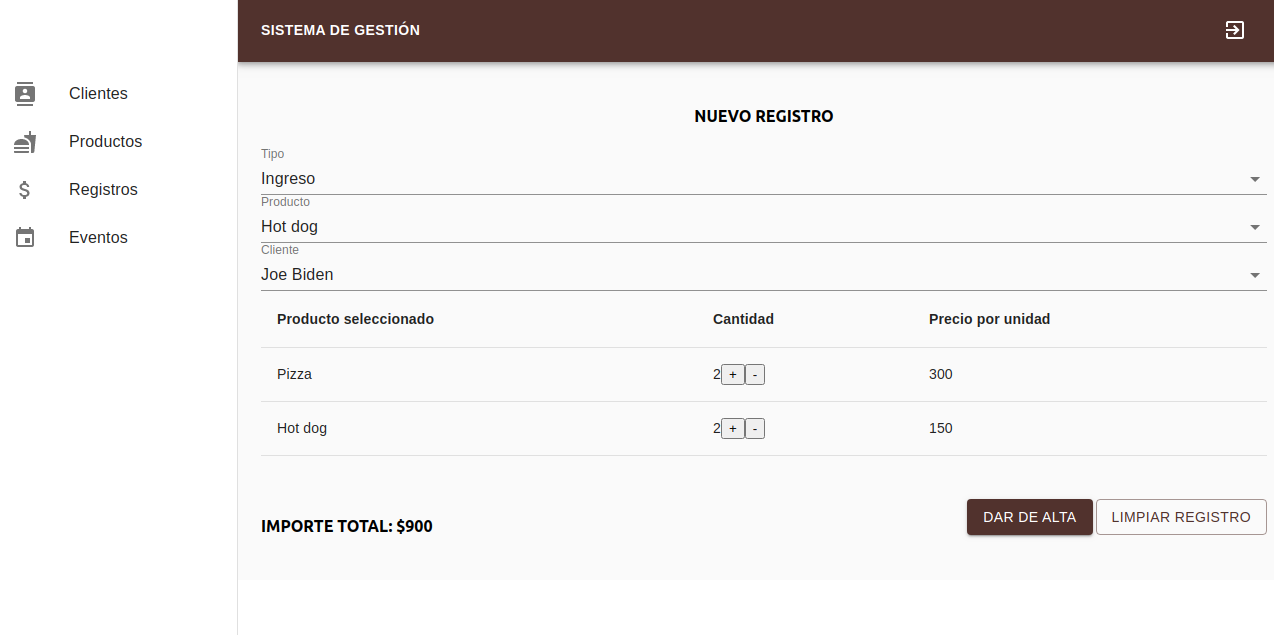 SISTEMA DE GESTIÓN
Clientes
Productos
Registros
Eventos
NUEVO REGISTRO
Tipo
Ingreso
Producto
Hot dog
Cliente
Joe Biden
Producto seleccionado Cantidad Precio por unidad
Pizza 2 + - 300
Hot dog 2 + - 150
IMPORTE TOTAL: $900
DAR DE ALTA LIMPIAR REGISTRO